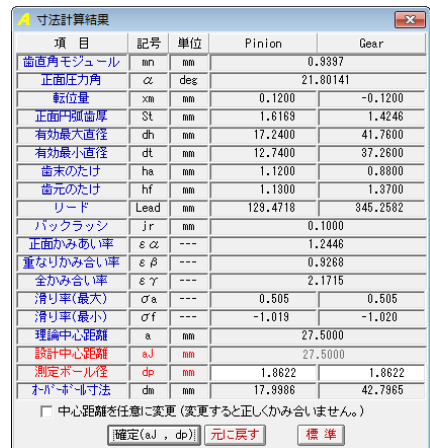 寸法計算結果
項 目 記号 単位 Pinion Gear
歯直角モジュール mn mm 0.9397
正面圧力角 α deg 21.80141
転位量 xm mm 0.1200 -0.1200
正面円弧歯厚 St mm 1.6169 1.4246
有効最大直径 dh mm 17.2400 41.7600
有効最小直径 dt mm 12.7400 37.2600
歯末のたけ ha mm 1.1200 0.8800
歯元のたけ hf mm 1.1300 1.3700
リード Lead mm 129.4718 345.2582
バックラッシ jr mm 0.1000
正面かみあい率 εα --- 1.2446
重なりかみ合い率 εβ --- 0.9268
全かみ合い率 εγ --- 2.1715
滑り率(最大) σa --- 0.505 0.505
滑り率(最小) σf --- -1.019 -1.020
理論中心距離 a mm 27.5000
設計中心距離 aJ mm 27.5000
測定ボール径 dp mm 1.8622 1.8622
オーバーボール寸法 dm mm 17.9986 42.7965
中心距離を任意に変更(変更すると正しくかみ合いません。)
確定(aJ , dp) 元に戻す 標 準